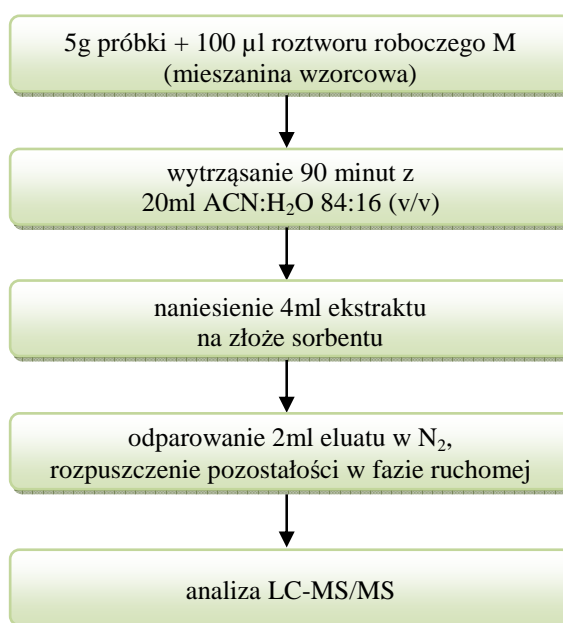 5g próbki + 100 µl roztworu roboczego M
(mieszanina wzorcowa)
wytrząsanie 90 minut z
20ml ACN:H₂O 84:16 (v/v)
naniesienie 4ml ekstraktu
na złoże sorbentu
odparowanie 2ml eluatu w N₂,
rozpuszczenie pozostałości w fazie ruchomej
analiza LC-MS/MS